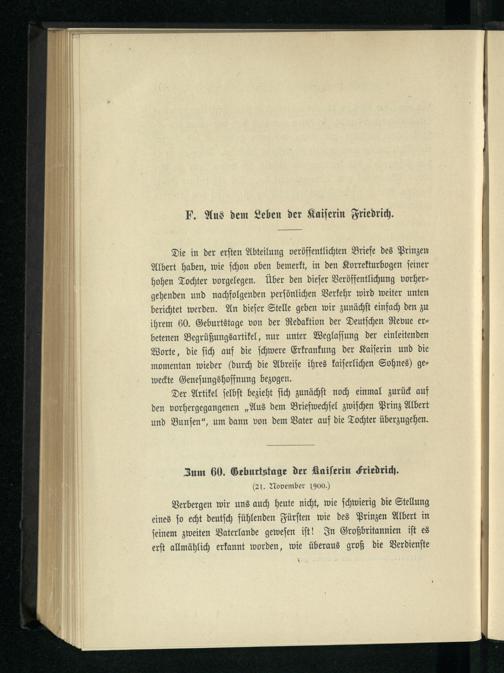 F. Aus dem Leben der Kaiserin Friedrich.
Die in der ersten Abteilung veröffentlichten Briefe des Prinzen
Albert haben, wie schon oben bemerkt, in den Korrekturbogen seiner
hohen Tochter vorgelegen. Über den dieser Veröffentlichung vorher-
gehenden und nachfolgenden persönlichen Verkehr wird weiter unten
berichtet werden. An dieser Stelle geben wir zunächst einfach den zu
ihrem 60. Geburtstage von der Redaktion der Deutschen Revue er-
betenen Begrüßungsartikel, nur unter Weglassung der einleitenden
Worte, die sich auf die schwere Erkrankung der Kaiserin und die
momentan wieder (durch die Abreise ihres kaiserlichen Sohnes) ge-
weckte Genesungshoffnung bezogen.
Der Artikel selbst bezieht sich zunächst noch einmal zurück auf
den vorhergegangenen „Aus dem Briefwechsel zwischen Prinz Albert
und Bunsen“, um dann von dem Vater auf die Tochter überzugehen.
Zum 60. Geburtstage der Kaiserin Friedrich.
(21. November 1900.)
Verbergen wir uns auch heute nicht, wie schwierig die Stellung
eines so echt deutsch fühlenden Fürsten wie des Prinzen Albert in
seinem zweiten Vaterlande gewesen ist! In Großbritannien ist es
erst allmählich erkannt worden, wie überaus groß die Verdienste